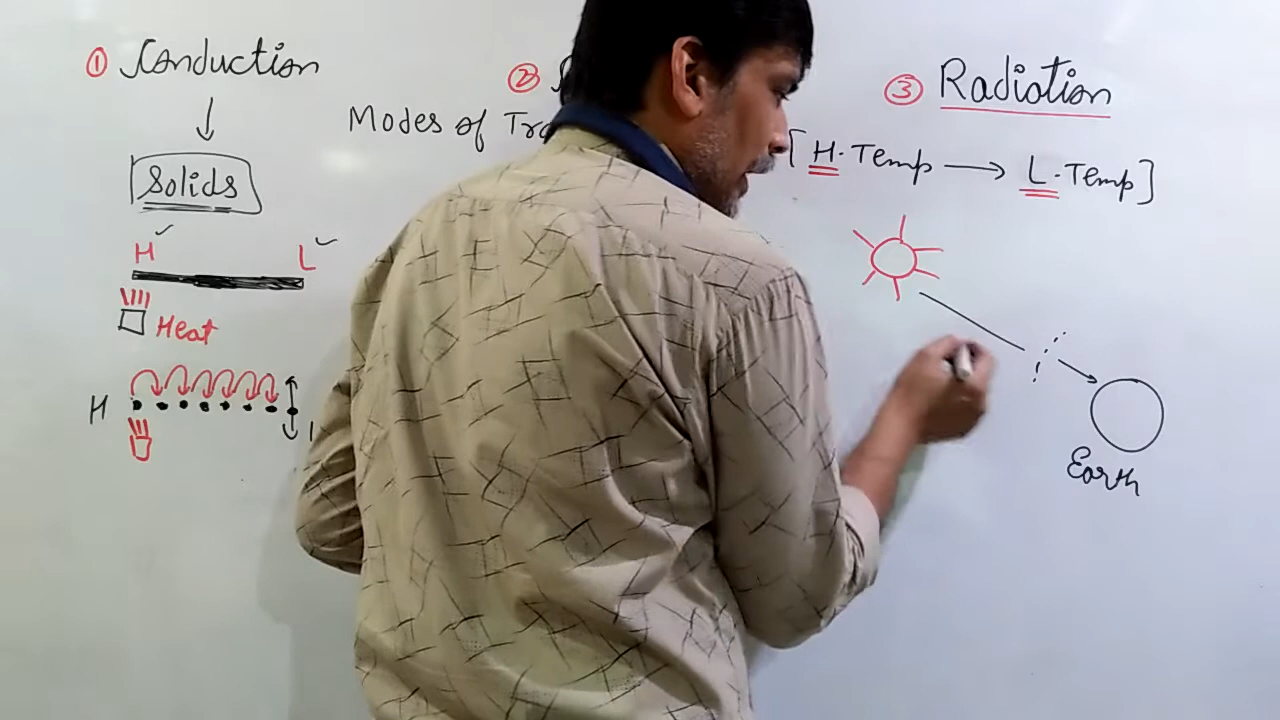 ① Conduction
② 
③ Radiation
Modes of
[H. Temp → L. Temp]
Solids
H L
Heat
H
Earth